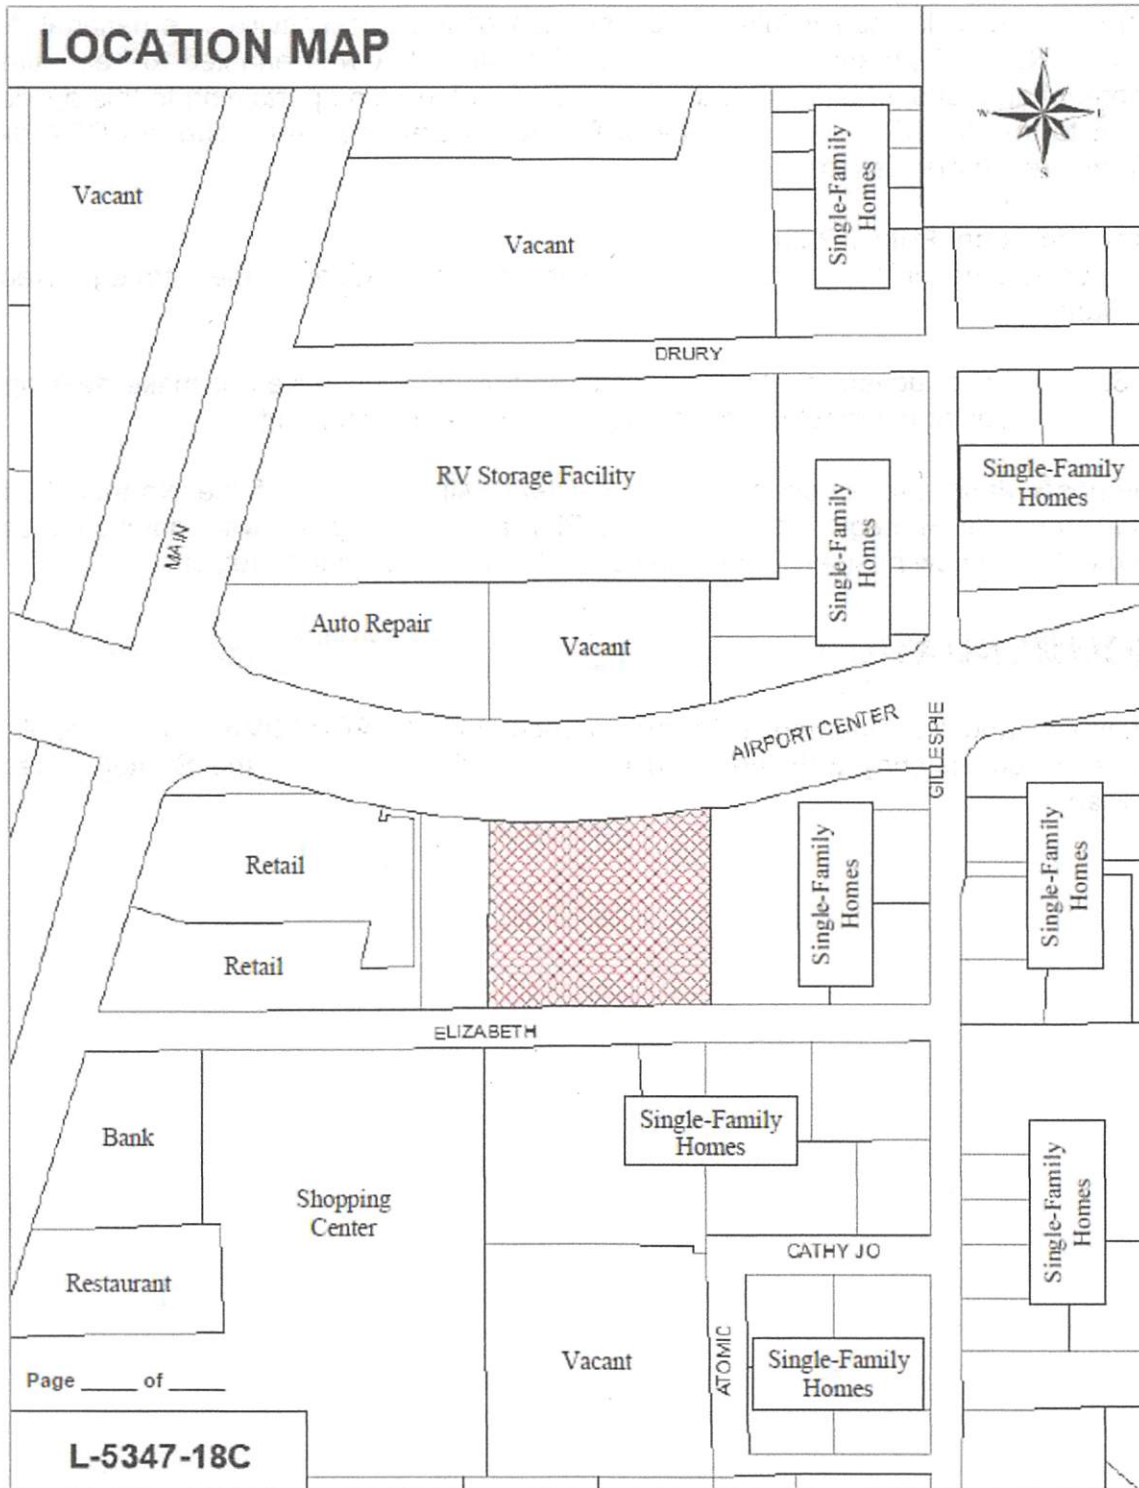 LOCATION MAP
N
W
E
S
Vacant
Vacant
Single-Family
Homes
DRURY
RV Storage Facility
Single-Family
Homes
Single-Family
Homes
MAIN
Auto Repair
Vacant
AIRPORT CENTER
GILLESPIE
Retail
Single-Family
Homes
Single-Family
Homes
Retail
ELIZABETH
Bank
Single-Family
Homes
Shopping
Center
Single-Family
Homes
CATHY JO
Restaurant
Vacant
ATOMIC
Single-Family
Homes
Page _____ of _____
L-5347-18C